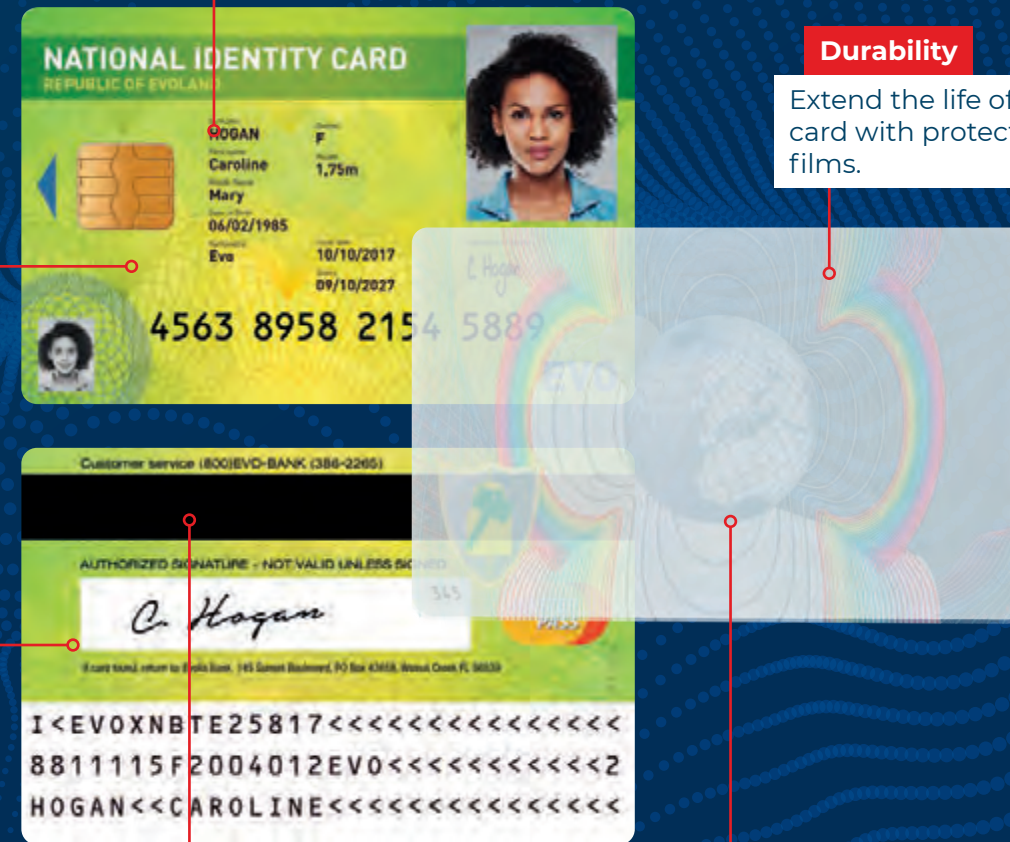 NATIONAL IDENTITY CARD
REPUBLIC OF EVOLAND
HOGAN
F
Caroline
1,75m
Mary
06/02/1985
Eva
10/10/2017
09/10/2027
C Hogan
4563 8958 2154 5889
EVO
Durability
Extend the life of
card with protect
films.
Customer service (800)EVO-BANK (386-2265)
AUTHORIZED SIGNATURE - NOT VALID UNLESS SIGNED
C. Hogan
345
PASS
I<EVOXNBTE25817<<<<<<<<<<<<<<<
8811115F2004012EVO<<<<<<<<<<<2
HOGAN<<CAROLINE<<<<<<<<<<<<<<<